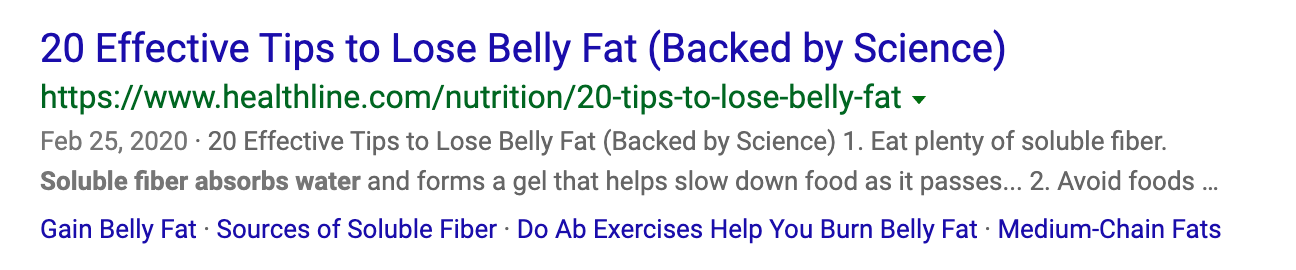 20 Effective Tips to Lose Belly Fat (Backed by Science)
https://www.healthline.com/nutrition/20-tips-to-lose-belly-fat
Feb 25, 2020 · 20 Effective Tips to Lose Belly Fat (Backed by Science) 1. Eat plenty of soluble fiber.
Soluble fiber absorbs water and forms a gel that helps slow down food as it passes... 2. Avoid foods ...
Gain Belly Fat · Sources of Soluble Fiber · Do Ab Exercises Help You Burn Belly Fat · Medium-Chain Fats